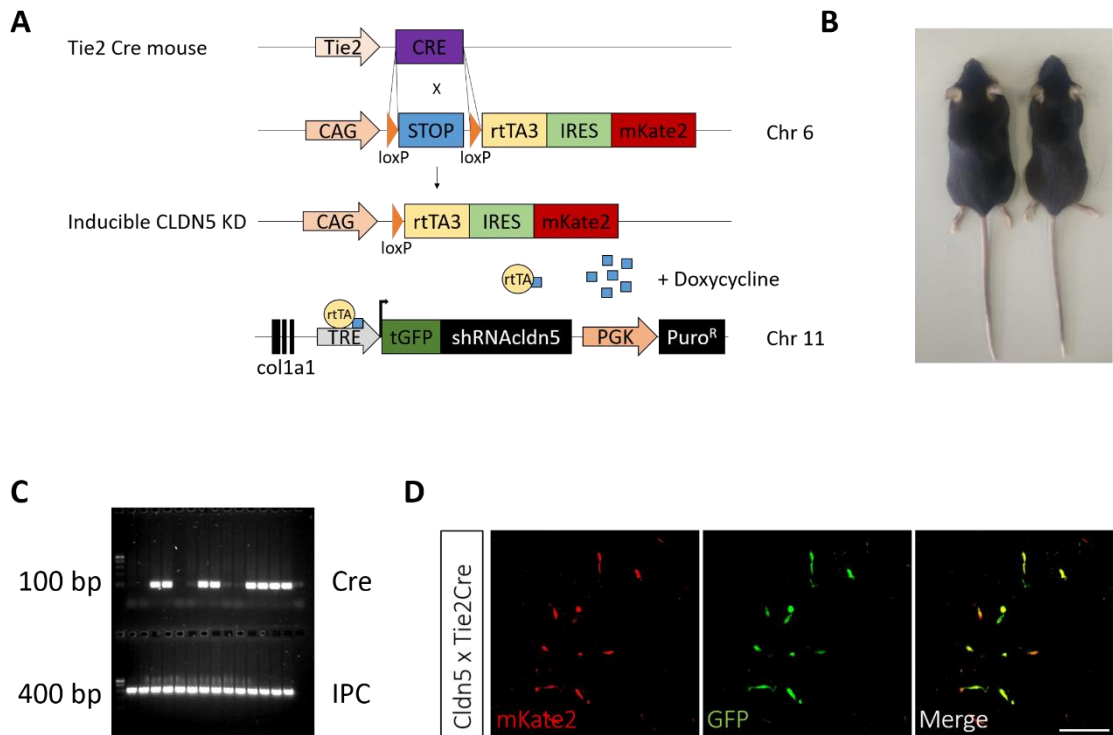 A
B
Tie2 Cre mouse
Tie2
CRE
x
CAG
STOP
rtTA3
IRES
mKate2
Chr 6
loxP
loxP
Inducible CLDN5 KD
CAG
rtTA3
IRES
mKate2
loxP
rtTA
+ Doxycycline
rtTA
TRE
tGFP
shRNAcldn5
PGK
Puroᴿ
Chr 11
col1a1
C
D
100 bp
Cre
400 bp
IPC
Cldn5 x Tie2Cre
mKate2
GFP
Merge